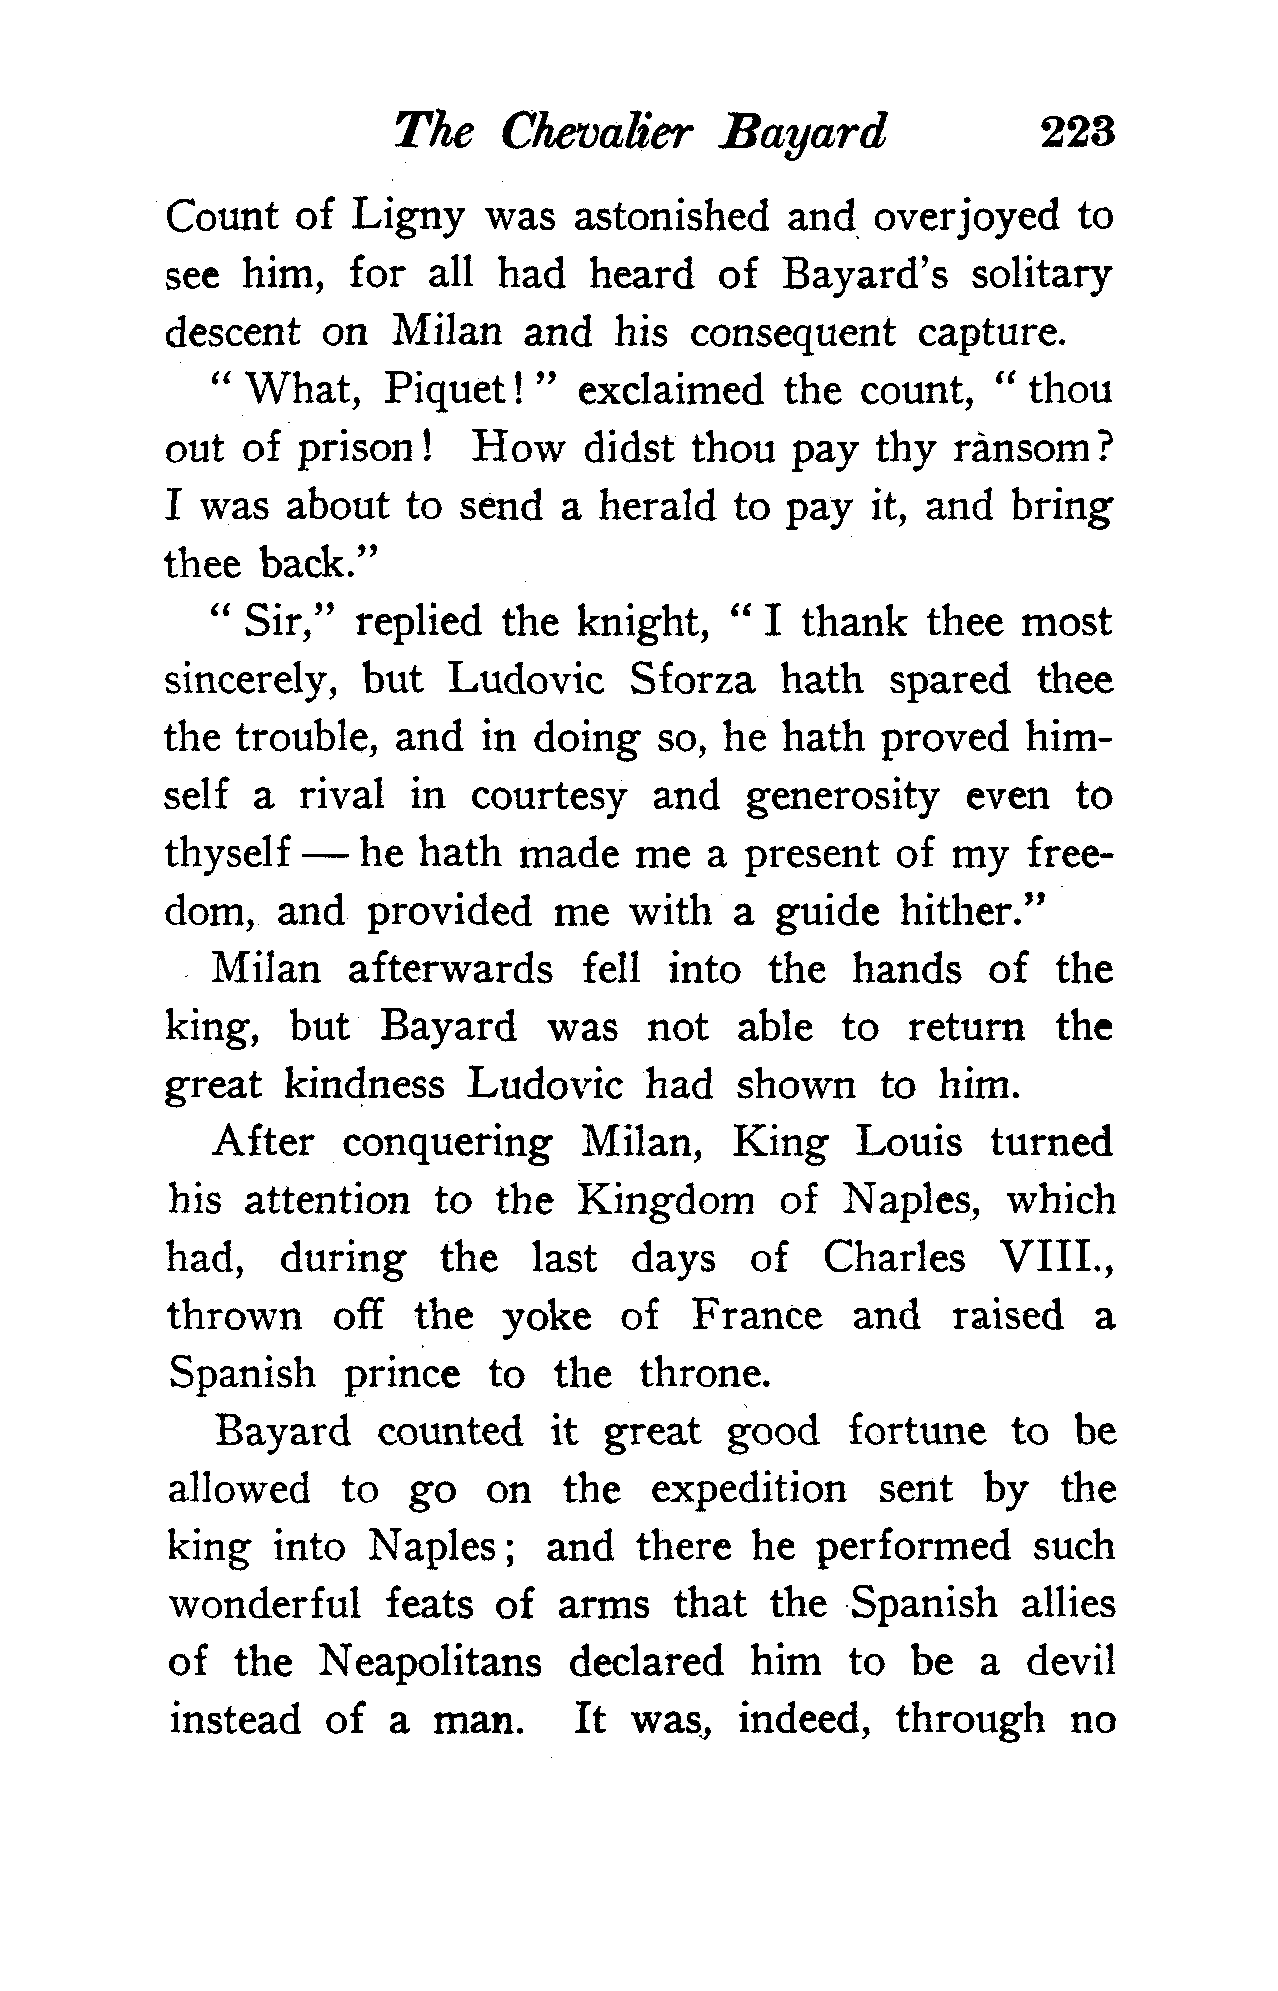 The Chevalier Bayard 223
Count of Ligny was astonished and overjoyed to
see him, for all had heard of Bayard's solitary
descent on Milan and his consequent capture.
" What, Piquet! " exclaimed the count, " thou
out of prison! How didst thou pay thy ransom?
I was about to send a herald to pay it, and bring
thee back."
" Sir," replied the knight, " I thank thee most
sincerely, but Ludovic Sforza hath spared thee
the trouble, and in doing so, he hath proved him-
self a rival in courtesy and generosity even to
thyself — he hath made me a present of my free-
dom, and provided me with a guide hither."
Milan afterwards fell into the hands of the
king, but Bayard was not able to return the
great kindness Ludovic had shown to him.
After conquering Milan, King Louis turned
his attention to the Kingdom of Naples, which
had, during the last days of Charles VIII.,
thrown off the yoke of France and raised a
Spanish prince to the throne.
Bayard counted it great good fortune to be
allowed to go on the expedition sent by the
king into Naples; and there he performed such
wonderful feats of arms that the Spanish allies
of the Neapolitans declared him to be a devil
instead of a man. It was, indeed, through no